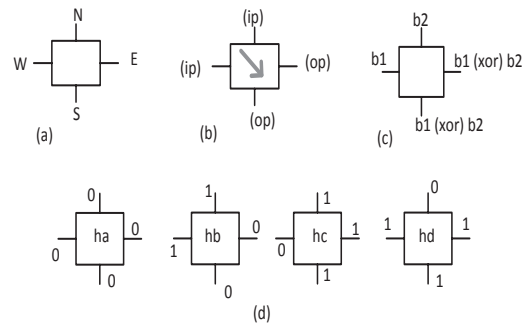 N
W E
S
(a)
(ip)
(ip) (op)
(op)
(b)
b2
b1 b1 (xor) b2
b1 (xor) b2
(c)
0
0 ha 0
0
1
1 hb 0
0
1
0 hc 1
1
0
1 hd 1
1
(d)